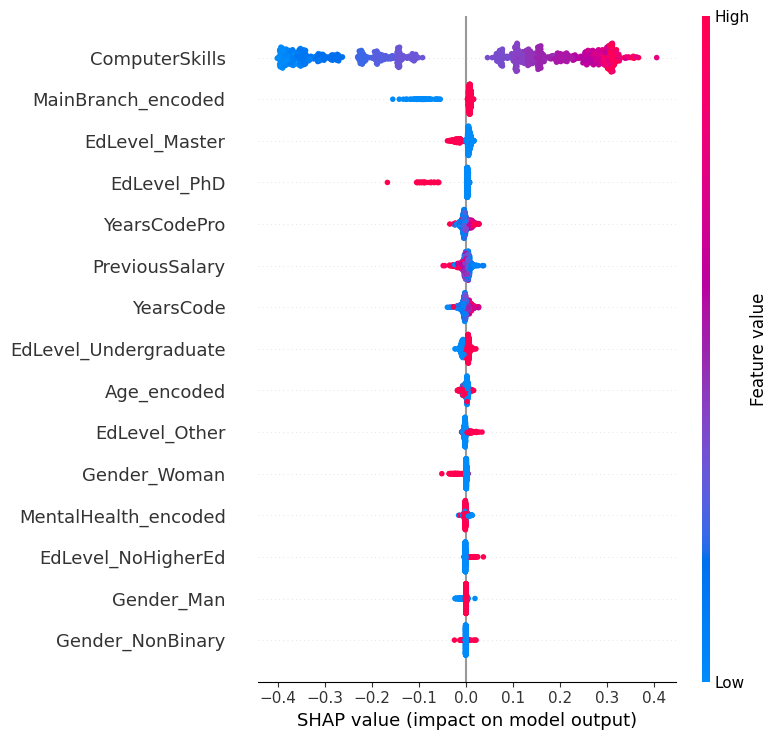 High
ComputerSkills
MainBranch_encoded
EdLevel_Master
EdLevel_PhD
YearsCodePro
PreviousSalary
YearsCode
EdLevel_Undergraduate
Age_encoded
EdLevel_Other
Gender_Woman
MentalHealth_encoded
EdLevel_NoHigherEd
Gender_Man
Gender_NonBinary
Feature value
Low
−0.4 −0.3 −0.2 −0.1 0.0 0.1 0.2 0.3 0.4
SHAP value (impact on model output)